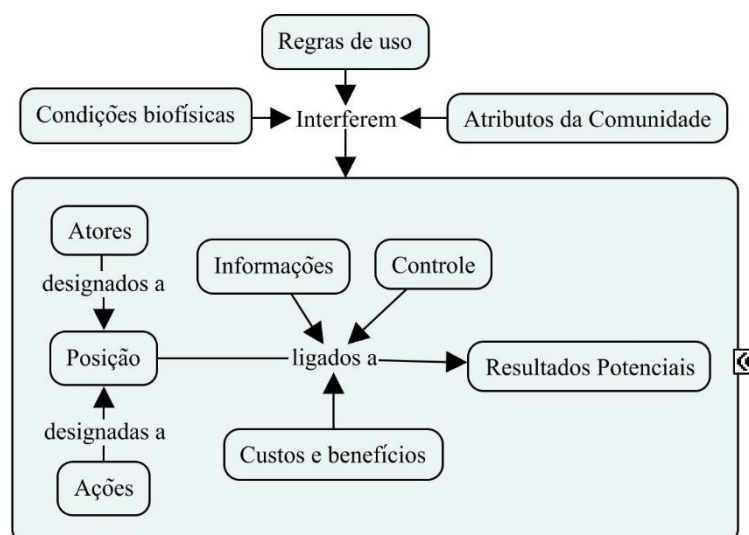 Regras de uso
Condições biofísicas
Interferem
Atributos da Comunidade
Atores
designados a
Informações
Controle
Posição
ligados a
Resultados Potenciais
designadas a
Custos e benefícios
Ações